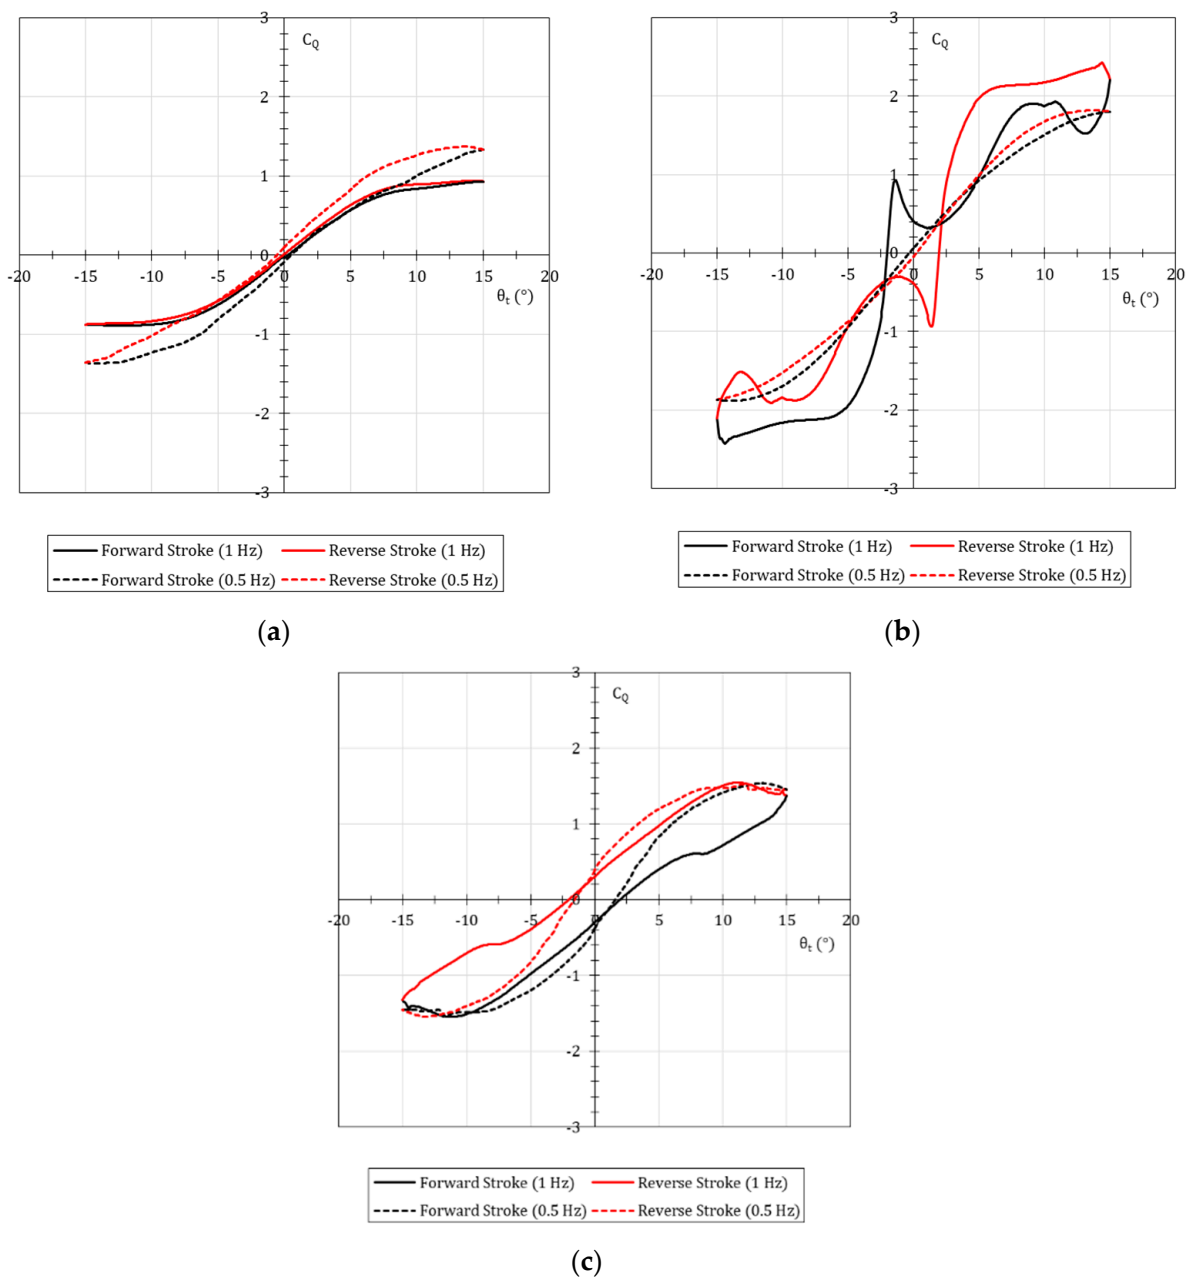 3
C_Q
2
1
0
-20 -15 -10 -5 0 5 10 15 20
θ_t (°)
-1
-2
-3
Forward Stroke (1 Hz) Reverse Stroke (1 Hz)
Forward Stroke (0.5 Hz) Reverse Stroke (0.5 Hz)
(a)
3
C_Q
2
1
0
-20 -15 -10 -5 0 5 10 15 20
θ_t (°)
-1
-2
-3
Forward Stroke (1 Hz) Reverse Stroke (1 Hz)
Forward Stroke (0.5 Hz) Reverse Stroke (0.5 Hz)
(b)
3
C_Q
2
1
0
-20 -15 -10 -5 0 5 10 15 20
θ_t (°)
-1
-2
-3
Forward Stroke (1 Hz) Reverse Stroke (1 Hz)
Forward Stroke (0.5 Hz) Reverse Stroke (0.5 Hz)
(c)